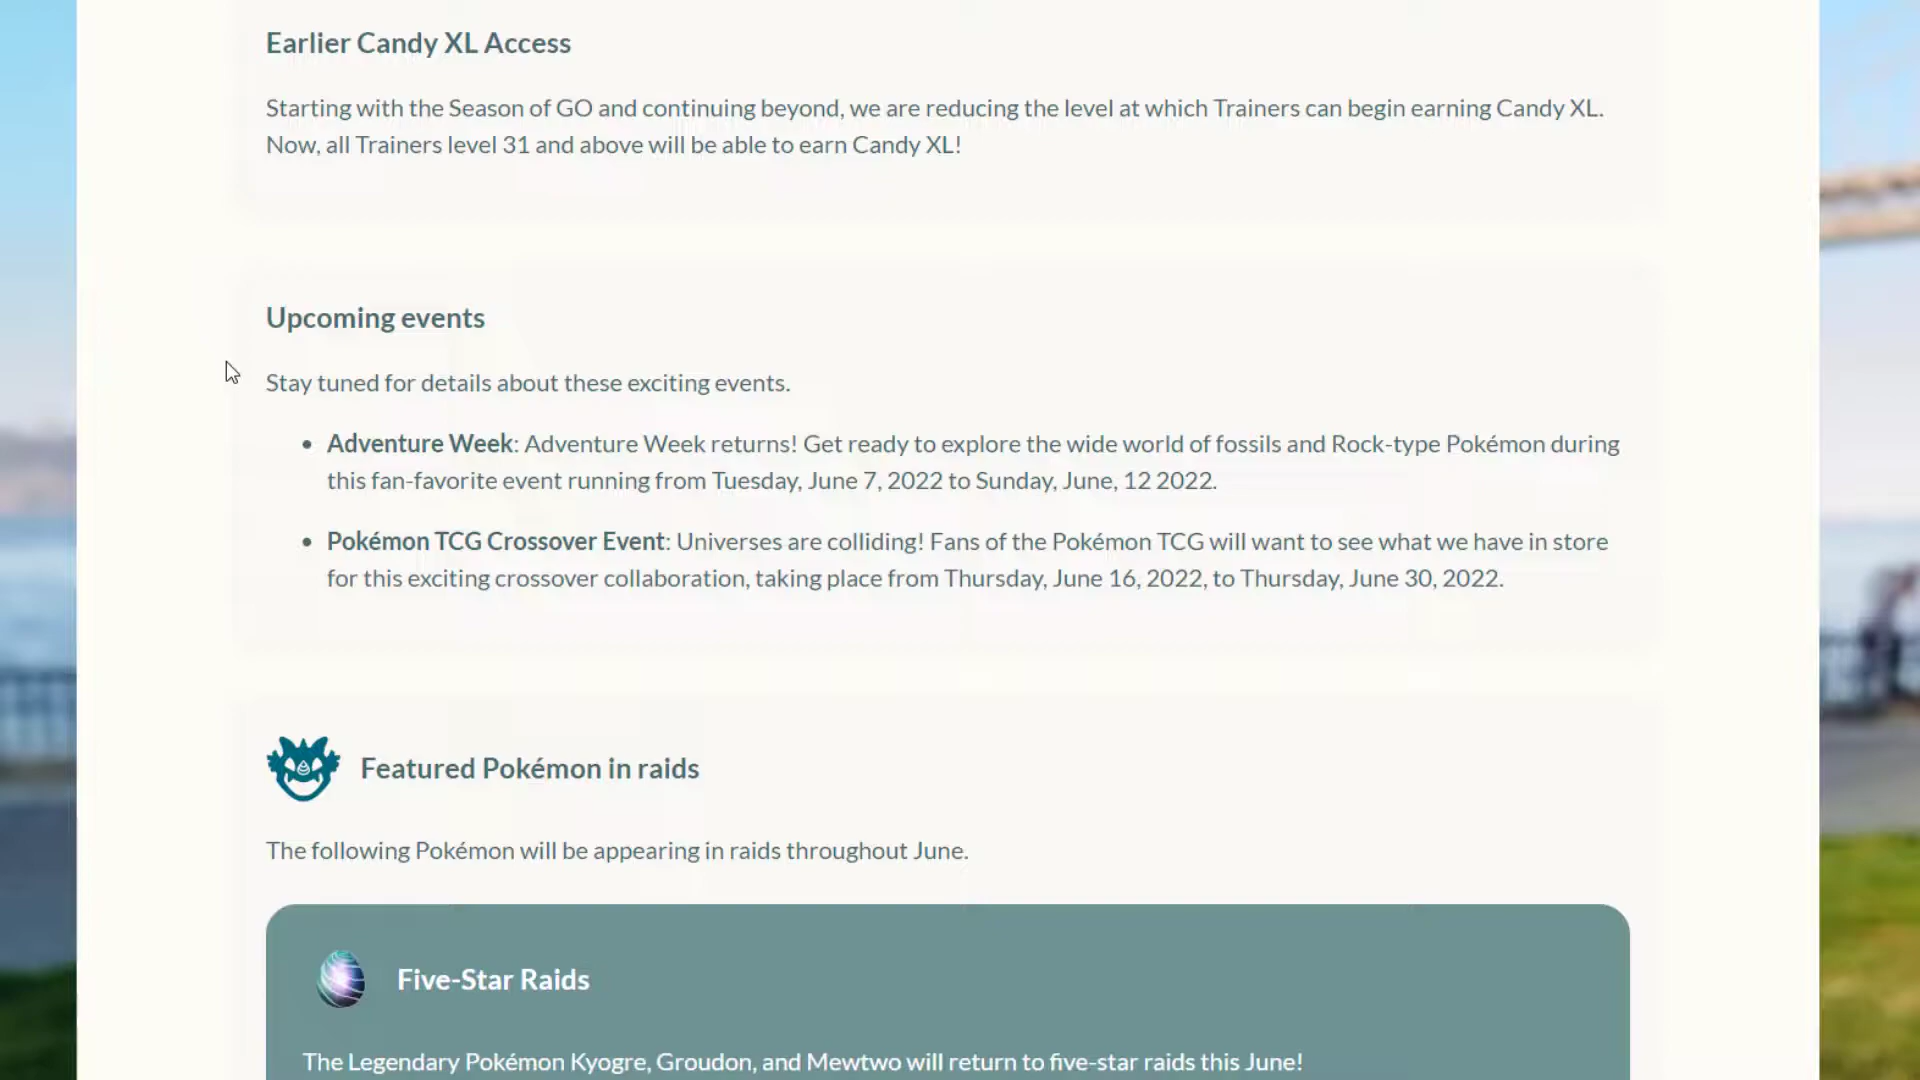 Earlier Candy XL Access
Starting with the Season of GO and continuing beyond, we are reducing the level at which Trainers can begin earning Candy XL.
Now, all Trainers level 31 and above will be able to earn Candy XL!
Upcoming events
Stay tuned for details about these exciting events.
• Adventure Week: Adventure Week returns! Get ready to explore the wide world of fossils and Rock-type Pokémon during
this fan-favorite event running from Tuesday, June 7, 2022 to Sunday, June, 12 2022.
• Pokémon TCG Crossover Event: Universes are colliding! Fans of the Pokémon TCG will want to see what we have in store
for this exciting crossover collaboration, taking place from Thursday, June 16, 2022, to Thursday, June 30, 2022.
Featured Pokémon in raids
The following Pokémon will be appearing in raids throughout June.
Five-Star Raids
The Legendary Pokémon Kyogre, Groudon, and Mewtwo will return to five-star raids this June!